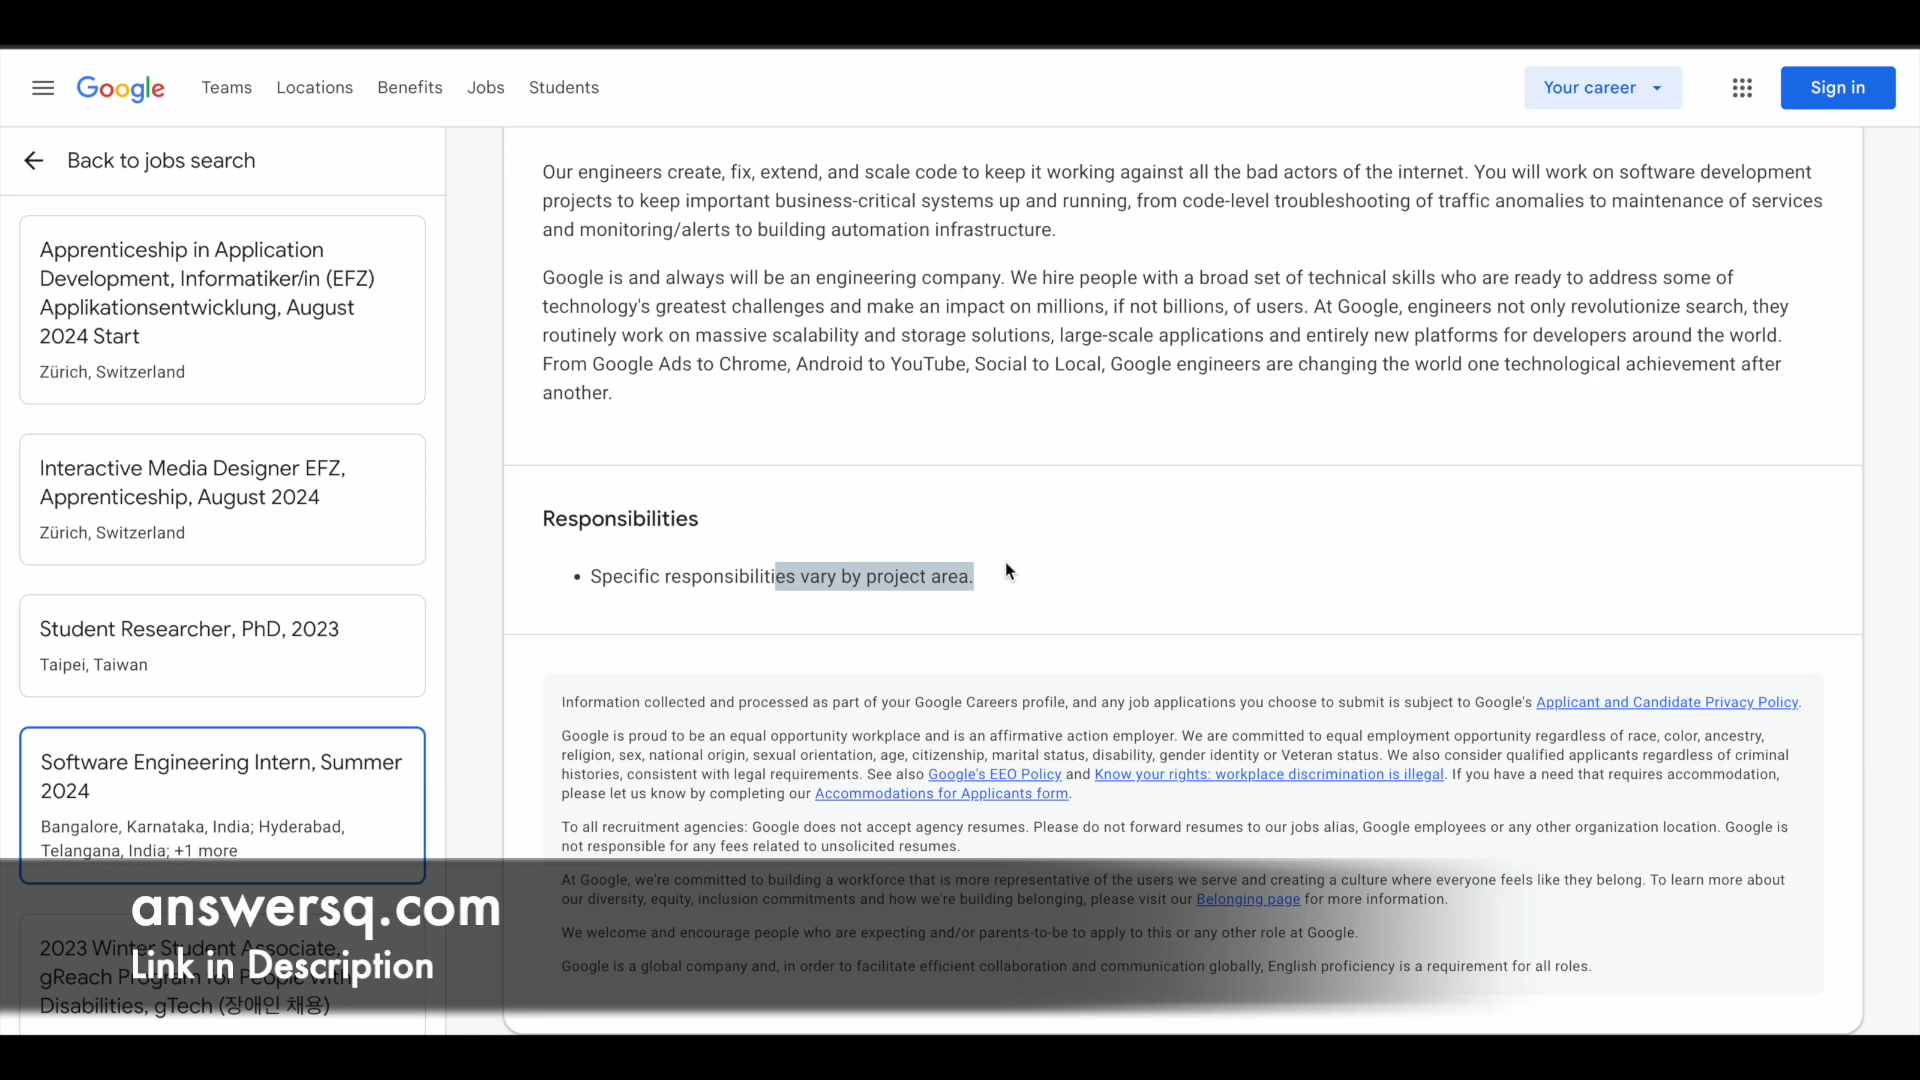 Google
Teams
Locations
Benefits
Jobs
Students
Your career
Sign in
Back to jobs search
Apprenticeship in Application
Development, Informatiker/in (EFZ)
Applikationsentwicklung, August
2024 Start
Zürich, Switzerland
Interactive Media Designer EFZ,
Apprenticeship, August 2024
Zürich, Switzerland
Student Researcher, PhD, 2023
Taipei, Taiwan
Software Engineering Intern, Summer
2024
Bangalore, Karnataka, India; Hyderabad,
Telangana, India; +1 more
2023 Winter Student Associate,
gReach Program for People with
Disabilities, gTech (장애인 채용)
Our engineers create, fix, extend, and scale code to keep it working against all the bad actors of the internet. You will work on software development
projects to keep important business-critical systems up and running, from code-level troubleshooting of traffic anomalies to maintenance of services
and monitoring/alerts to building automation infrastructure.
Google is and always will be an engineering company. We hire people with a broad set of technical skills who are ready to address some of
technology's greatest challenges and make an impact on millions, if not billions, of users. At Google, engineers not only revolutionize search, they
routinely work on massive scalability and storage solutions, large-scale applications and entirely new platforms for developers around the world.
From Google Ads to Chrome, Android to YouTube, Social to Local, Google engineers are changing the world one technological achievement after
another.
Responsibilities
• Specific responsibilities vary by project area.
Information collected and processed as part of your Google Careers profile, and any job applications you choose to submit is subject to Google's Applicant and Candidate Privacy Policy.
Google is proud to be an equal opportunity workplace and is an affirmative action employer. We are committed to equal employment opportunity regardless of race, color, ancestry,
religion, sex, national origin, sexual orientation, age, citizenship, marital status, disability, gender identity or Veteran status. We also consider qualified applicants regardless of criminal
histories, consistent with legal requirements. See also Google's EEO Policy and Know your rights: workplace discrimination is illegal. If you have a need that requires accommodation,
please let us know by completing our Accommodations for Applicants form.
To all recruitment agencies: Google does not accept agency resumes. Please do not forward resumes to our jobs alias, Google employees or any other organization location. Google is
not responsible for any fees related to unsolicited resumes.
At Google, we're committed to building a workforce that is more representative of the users we serve and creating a culture where everyone feels like they belong. To learn more about
our diversity, equity, inclusion commitments and how we're building belonging, please visit our Belonging page for more information.
We welcome and encourage people who are expecting and/or parents-to-be to apply to this or any other role at Google.
Google is a global company and, in order to facilitate efficient collaboration and communication globally, English proficiency is a requirement for all roles.
answersq.com
Link in Description